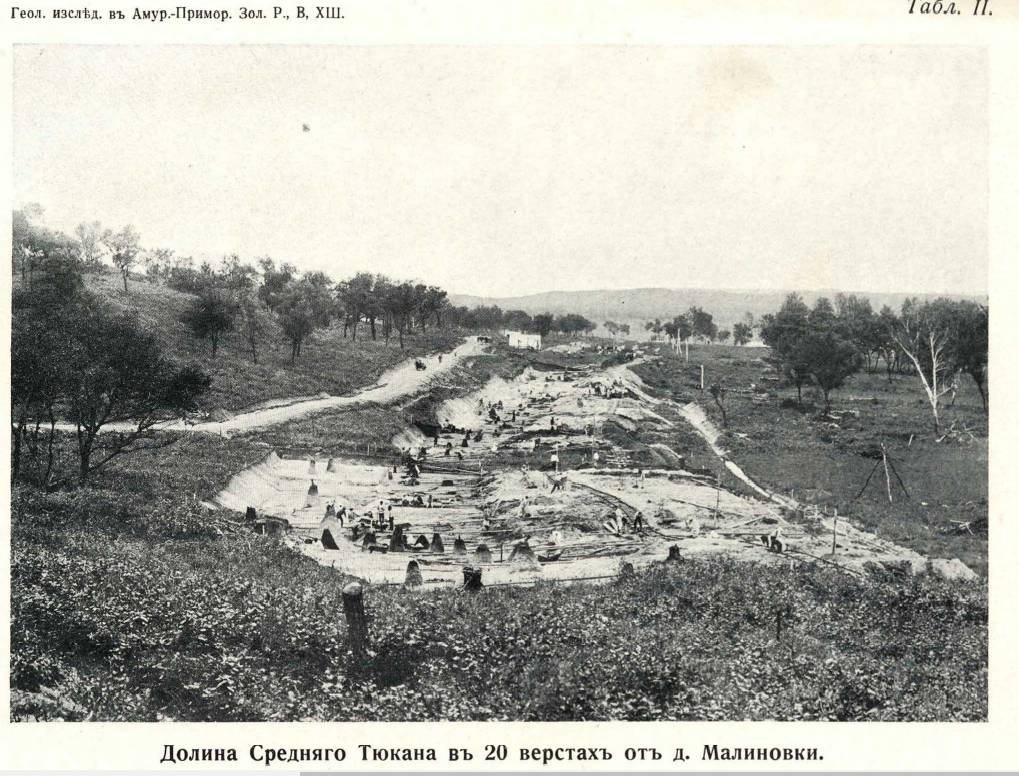 Геол. изслѣд. въ Амур.-Примор. Зол. Р., В, XIII.
Табл. II.
Долина Средняго Тюкана въ 20 верстахъ отъ д. Малиновки.